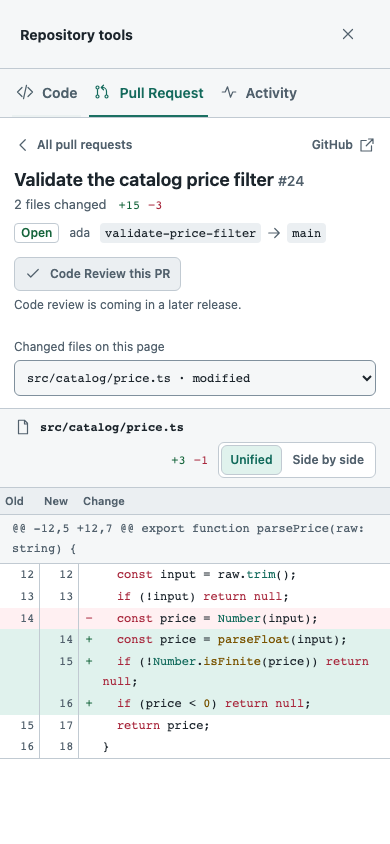 Repository tools
Code Pull Request Activity
All pull requests GitHub
Validate the catalog price filter #24
2 files changed +15 −3
Open ada validate-price-filter → main
Code Review this PR
Code review is coming in a later release.
Changed files on this page
src/catalog/price.ts · modified
src/catalog/price.ts
+3 −1 Unified Side by side
Old New Change
@@ -12,5 +12,7 @@ export function parsePrice(raw:
string) {
12 12 const input = raw.trim();
13 13 if (!input) return null;
14 − const price = Number(input);
14 + const price = parseFloat(input);
15 + if (!Number.isFinite(price)) return
null;
16 + if (price < 0) return null;
15 17 return price;
16 18 }